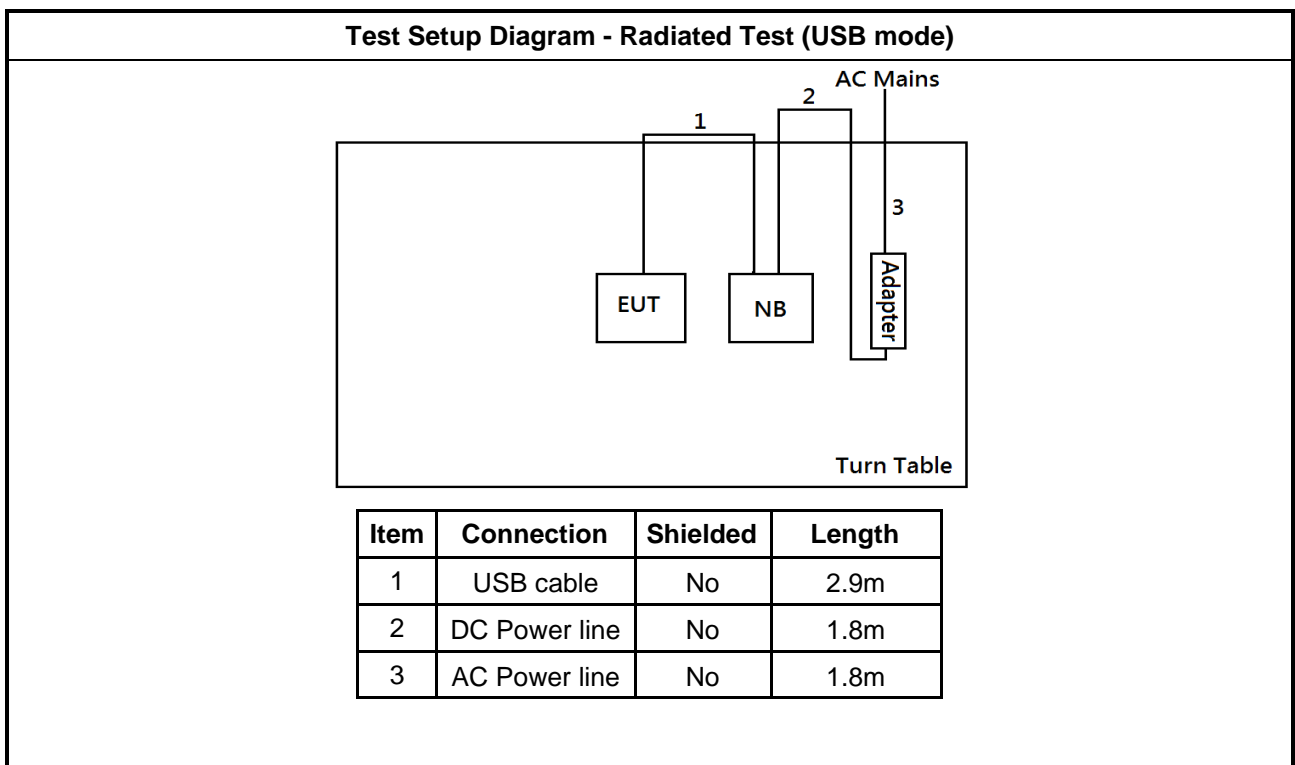 Test Setup Diagram - Radiated Test (USB mode)
AC Mains
2
1
3
EUT
NB
Adapter
Turn Table
Item Connection Shielded Length
1 USB cable No 2.9m
2 DC Power line No 1.8m
3 AC Power line No 1.8m